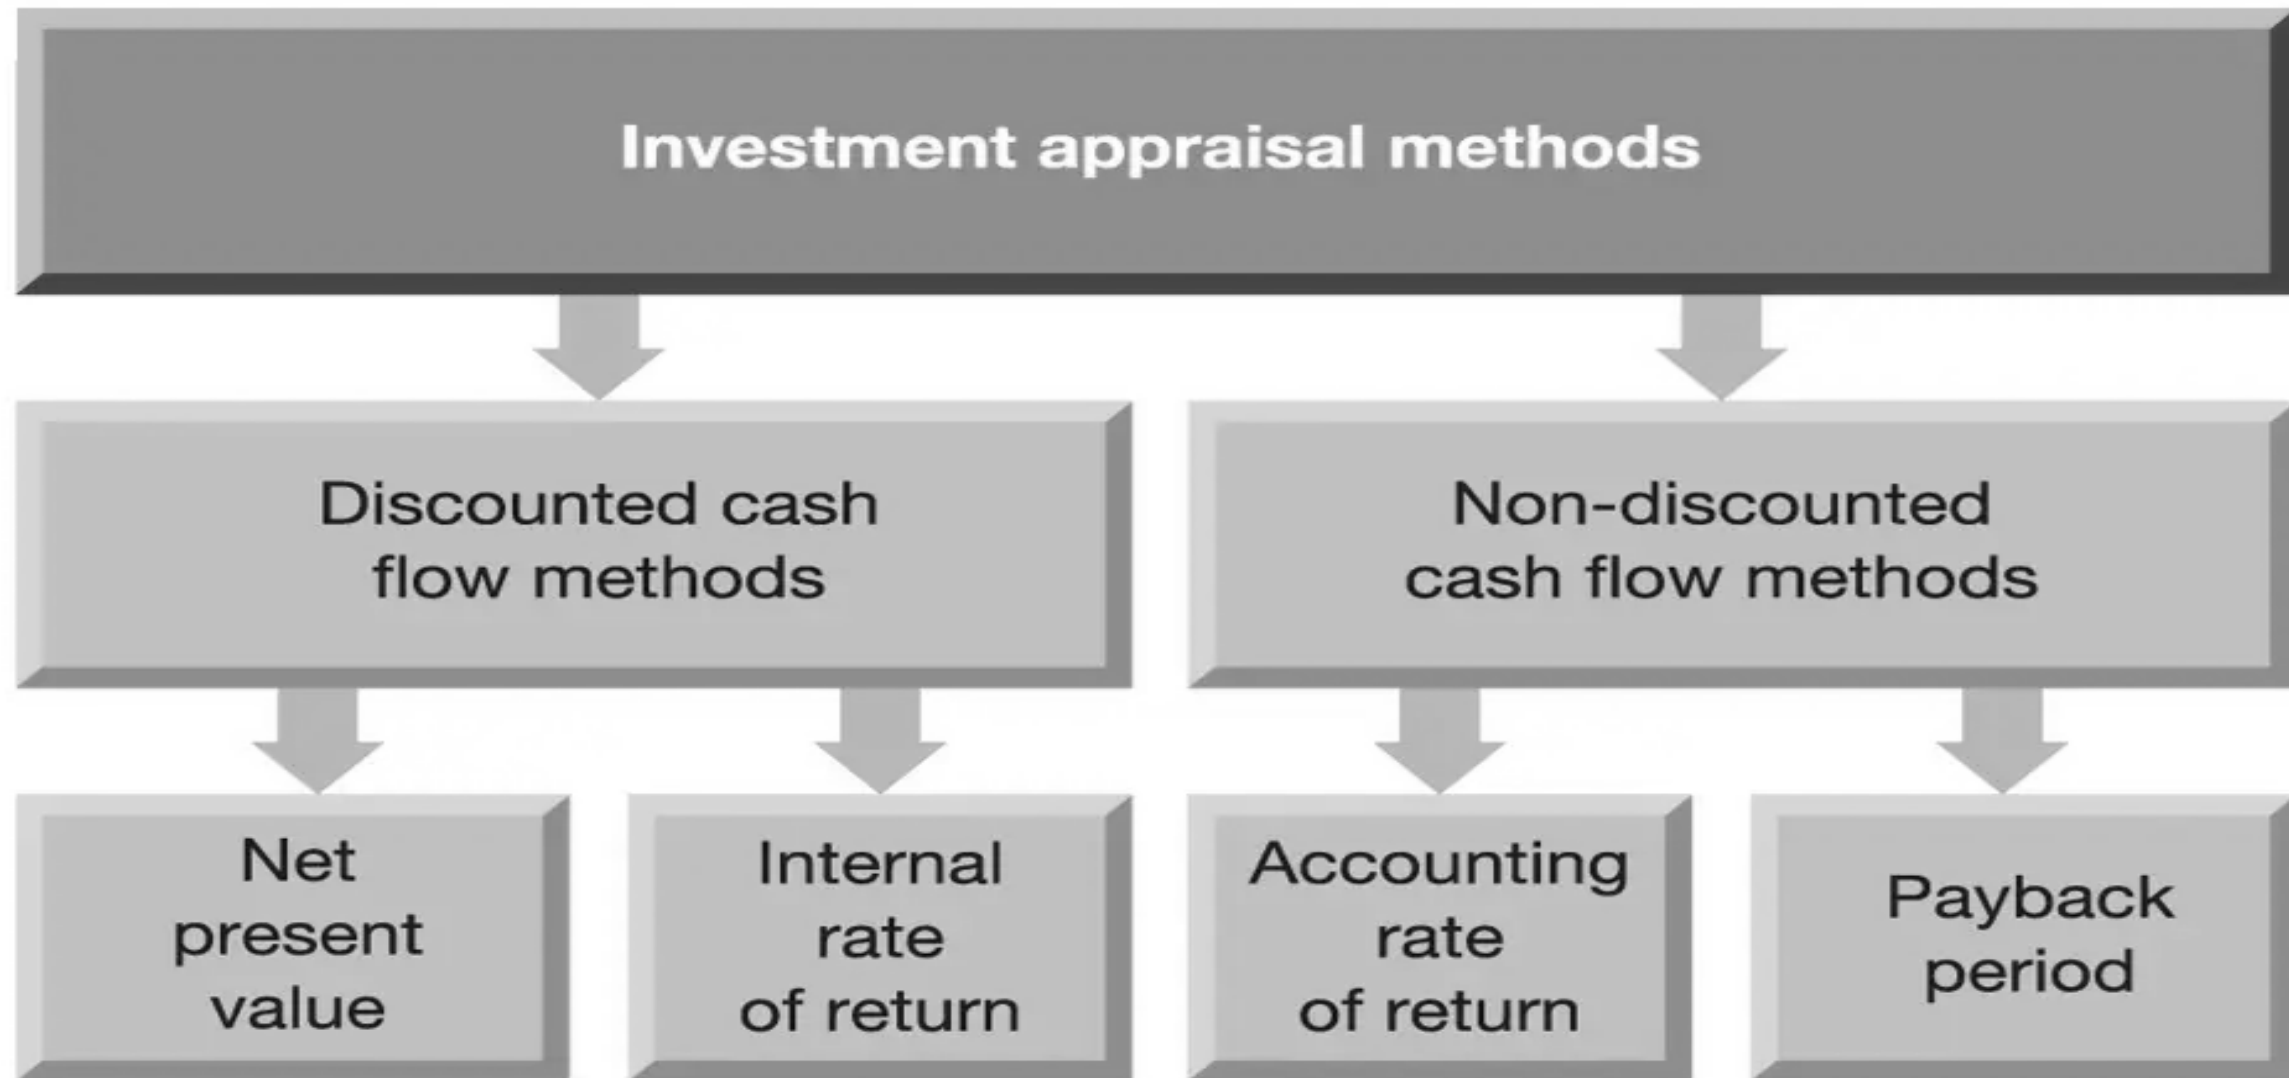 Investment appraisal methods
Discounted cash
flow methods
Non-discounted
cash flow methods
Net
present
value
Internal
rate
of return
Accounting
rate
of return
Payback
period